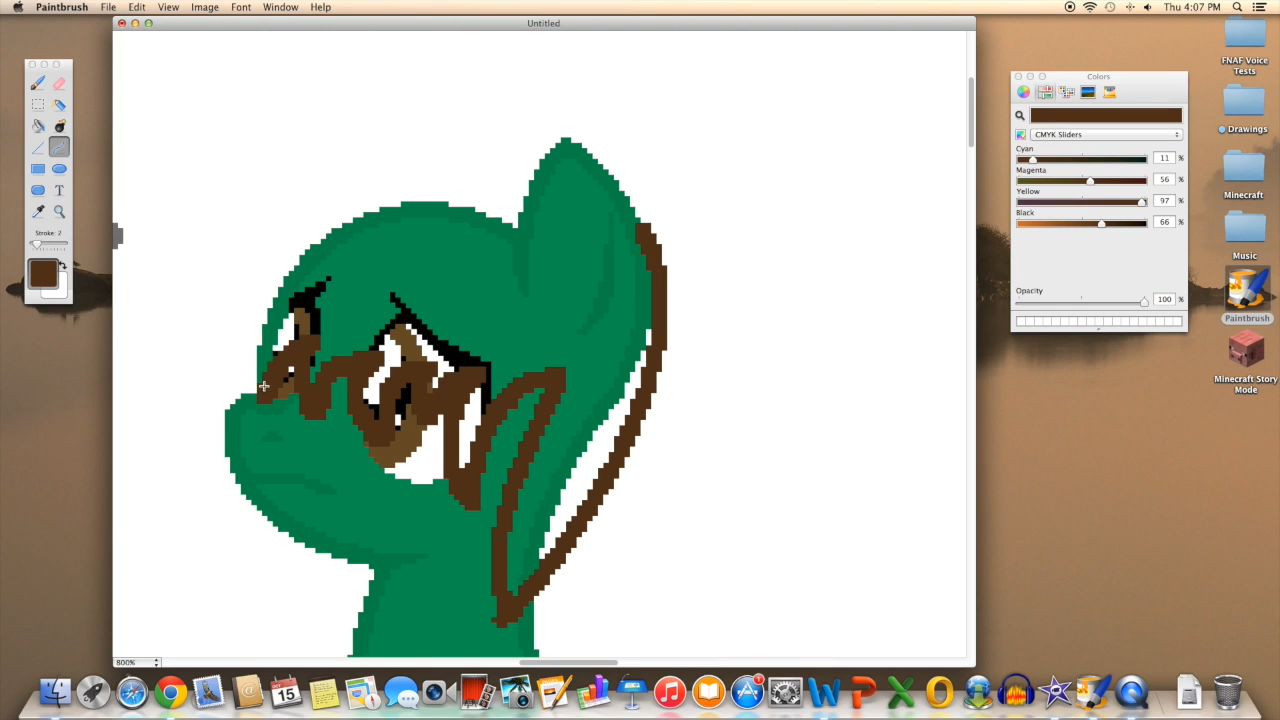 Paintbrush File Edit View Image Font Window Help
Thu 4:07 PM
Untitled
Stroke: 2
800%
Colors
CMYK Sliders
Cyan
11 %
Magenta
56 %
Yellow
97 %
Black
66 %
Opacity
100 %
FNAF Voice
Tests
Drawings
Minecraft
Music
Paintbrush
Minecraft Story
Mode
OCT
15